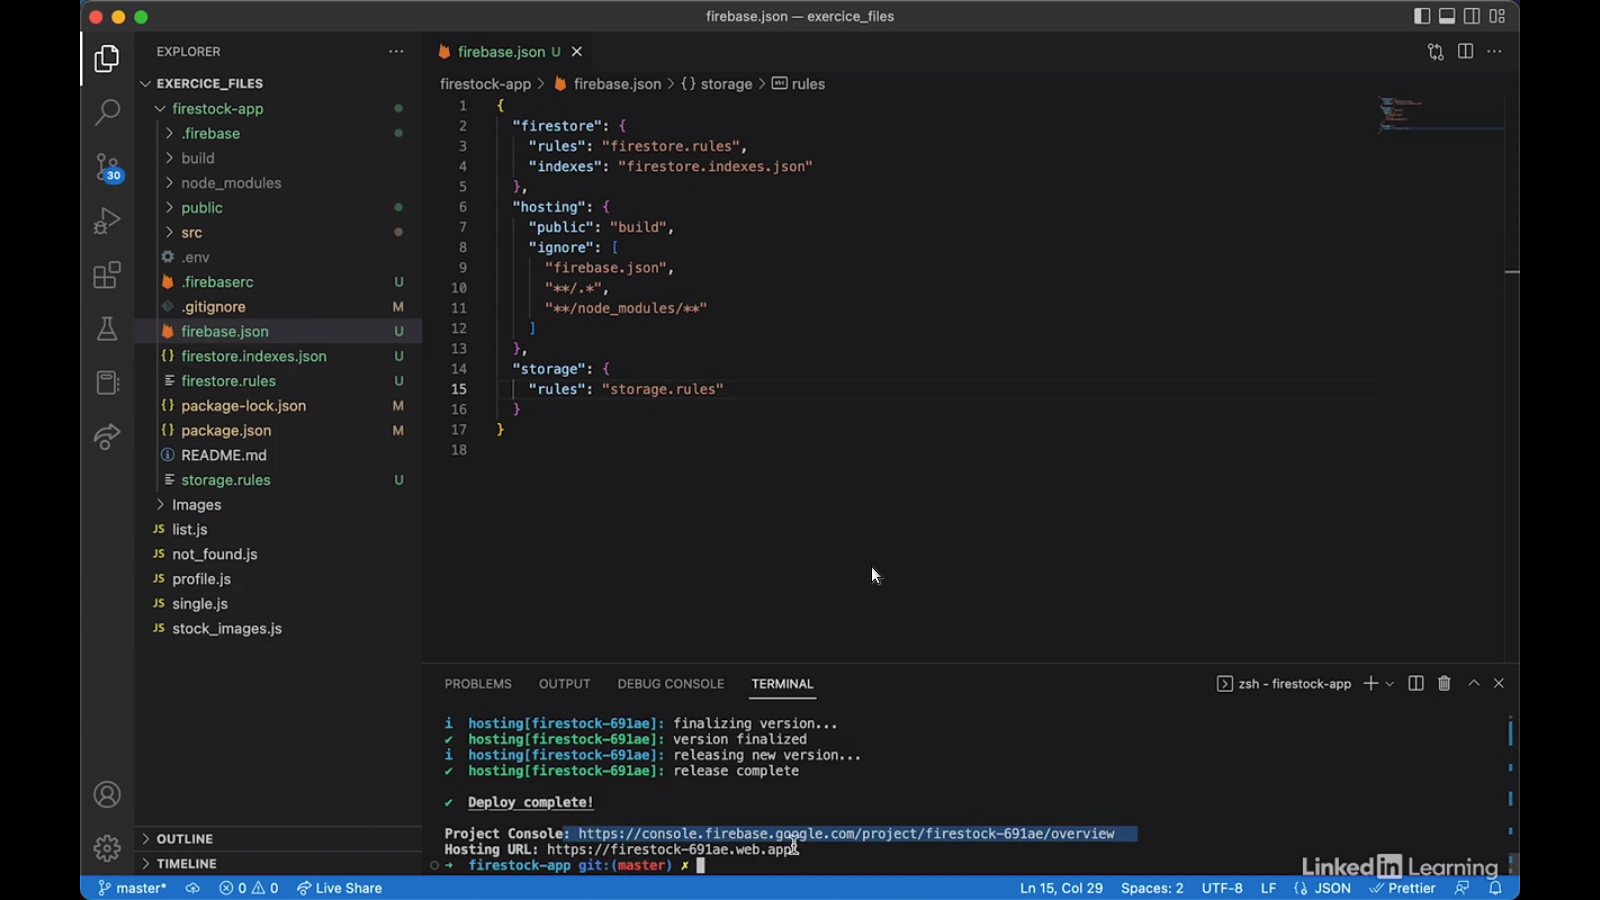 firebase.json — exercice_files
EXPLORER
EXERCICE_FILES
firestock-app
.firebase
build
node_modules
public
src
.env
.firebaserc U
.gitignore M
firebase.json U
firestore.indexes.json U
firestore.rules U
package-lock.json M
package.json M
README.md
storage.rules U
Images
JS list.js
JS not_found.js
JS profile.js
JS single.js
JS stock_images.js
OUTLINE
TIMELINE
30
firebase.json U
firestock-app > firebase.json > {} storage > rules
1 {
2 "firestore": {
3 "rules": "firestore.rules",
4 "indexes": "firestore.indexes.json"
5 },
6 "hosting": {
7 "public": "build",
8 "ignore": [
9 "firebase.json",
10 "**/.*",
11 "**/node_modules/**"
12 ]
13 },
14 "storage": {
15 "rules": "storage.rules"
16 }
17 }
18
PROBLEMS OUTPUT DEBUG CONSOLE TERMINAL
zsh - firestock-app
i hosting[firestock-691ae]: finalizing version...
✔ hosting[firestock-691ae]: version finalized
i hosting[firestock-691ae]: releasing new version...
✔ hosting[firestock-691ae]: release complete
✔ Deploy complete!
Project Console: https://console.firebase.google.com/project/firestock-691ae/overview
Hosting URL: https://firestock-691ae.web.app
→ firestock-app git:(master) ✗
LinkedIn Learning
master* 0 0 Live Share
Ln 15, Col 29 Spaces: 2 UTF-8 LF {} JSON Prettier